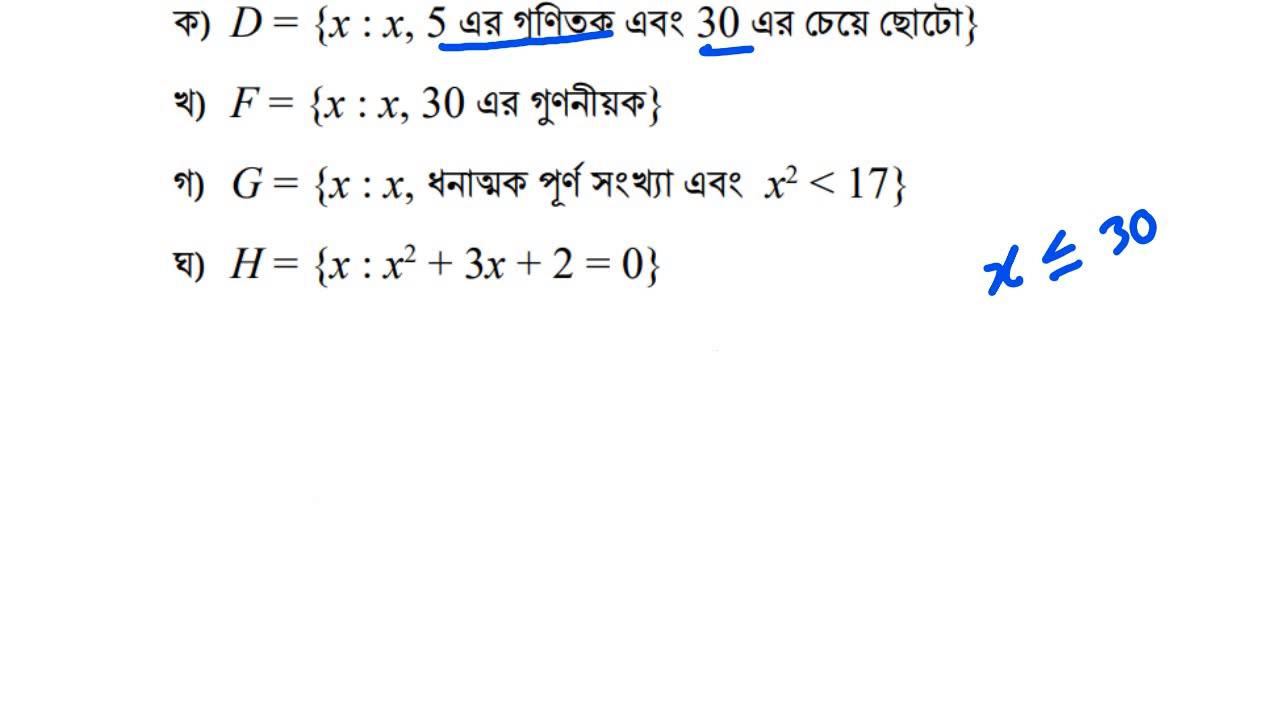 ক) D = {x : x, 5 এর গুণিতক এবং 30 এর চেয়ে ছোটো}
খ) F = {x : x, 30 এর গুণনীয়ক}
গ) G = {x : x, ধনাত্মক পূর্ণ সংখ্যা এবং x² < 17}
ঘ) H = {x : x² + 3x + 2 = 0}
x ≤ 30